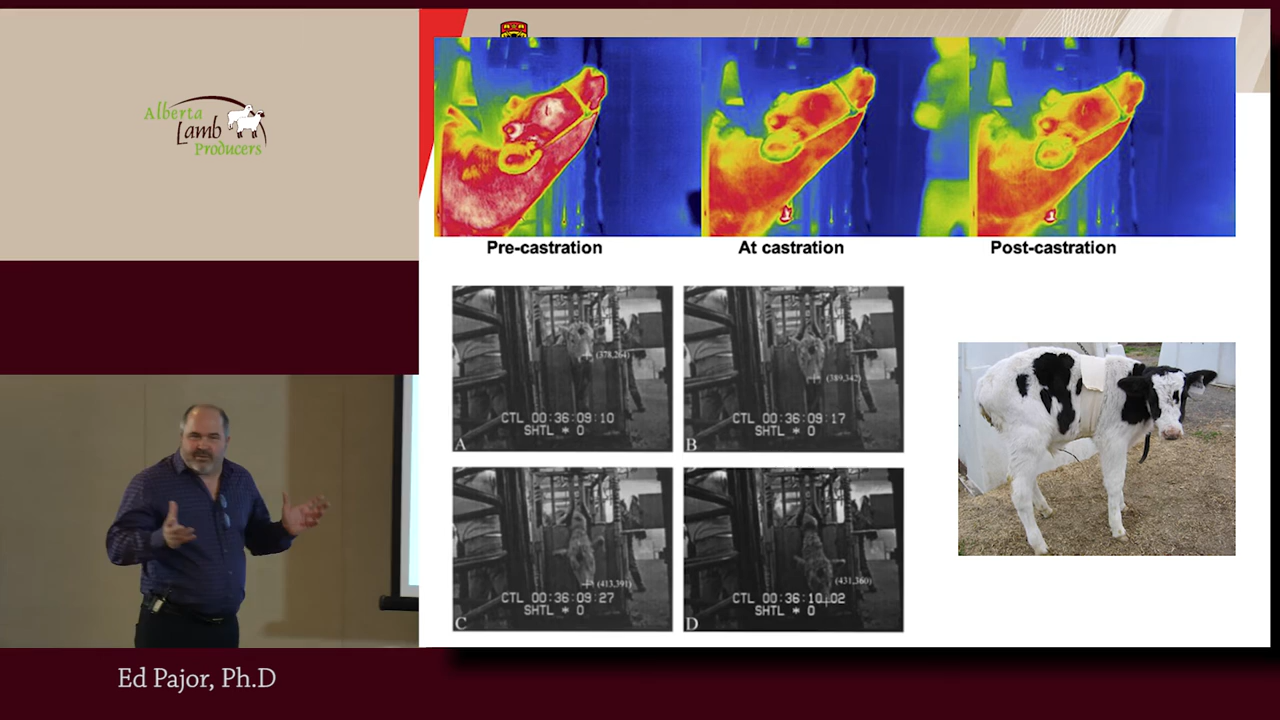 Alberta
Lamb
Producers
Pre-castration
At castration
Post-castration
(378,264)
CTL 00:36:09:10
SHTL * 0
A
(389,342)
CTL 00:36:09:17
SHTL * 0
B
(413,391)
CTL 00:36:09:27
SHTL * 0
C
(431,360)
CTL 00:36:10:02
SHTL * 0
D
Ed Pajor, Ph.D